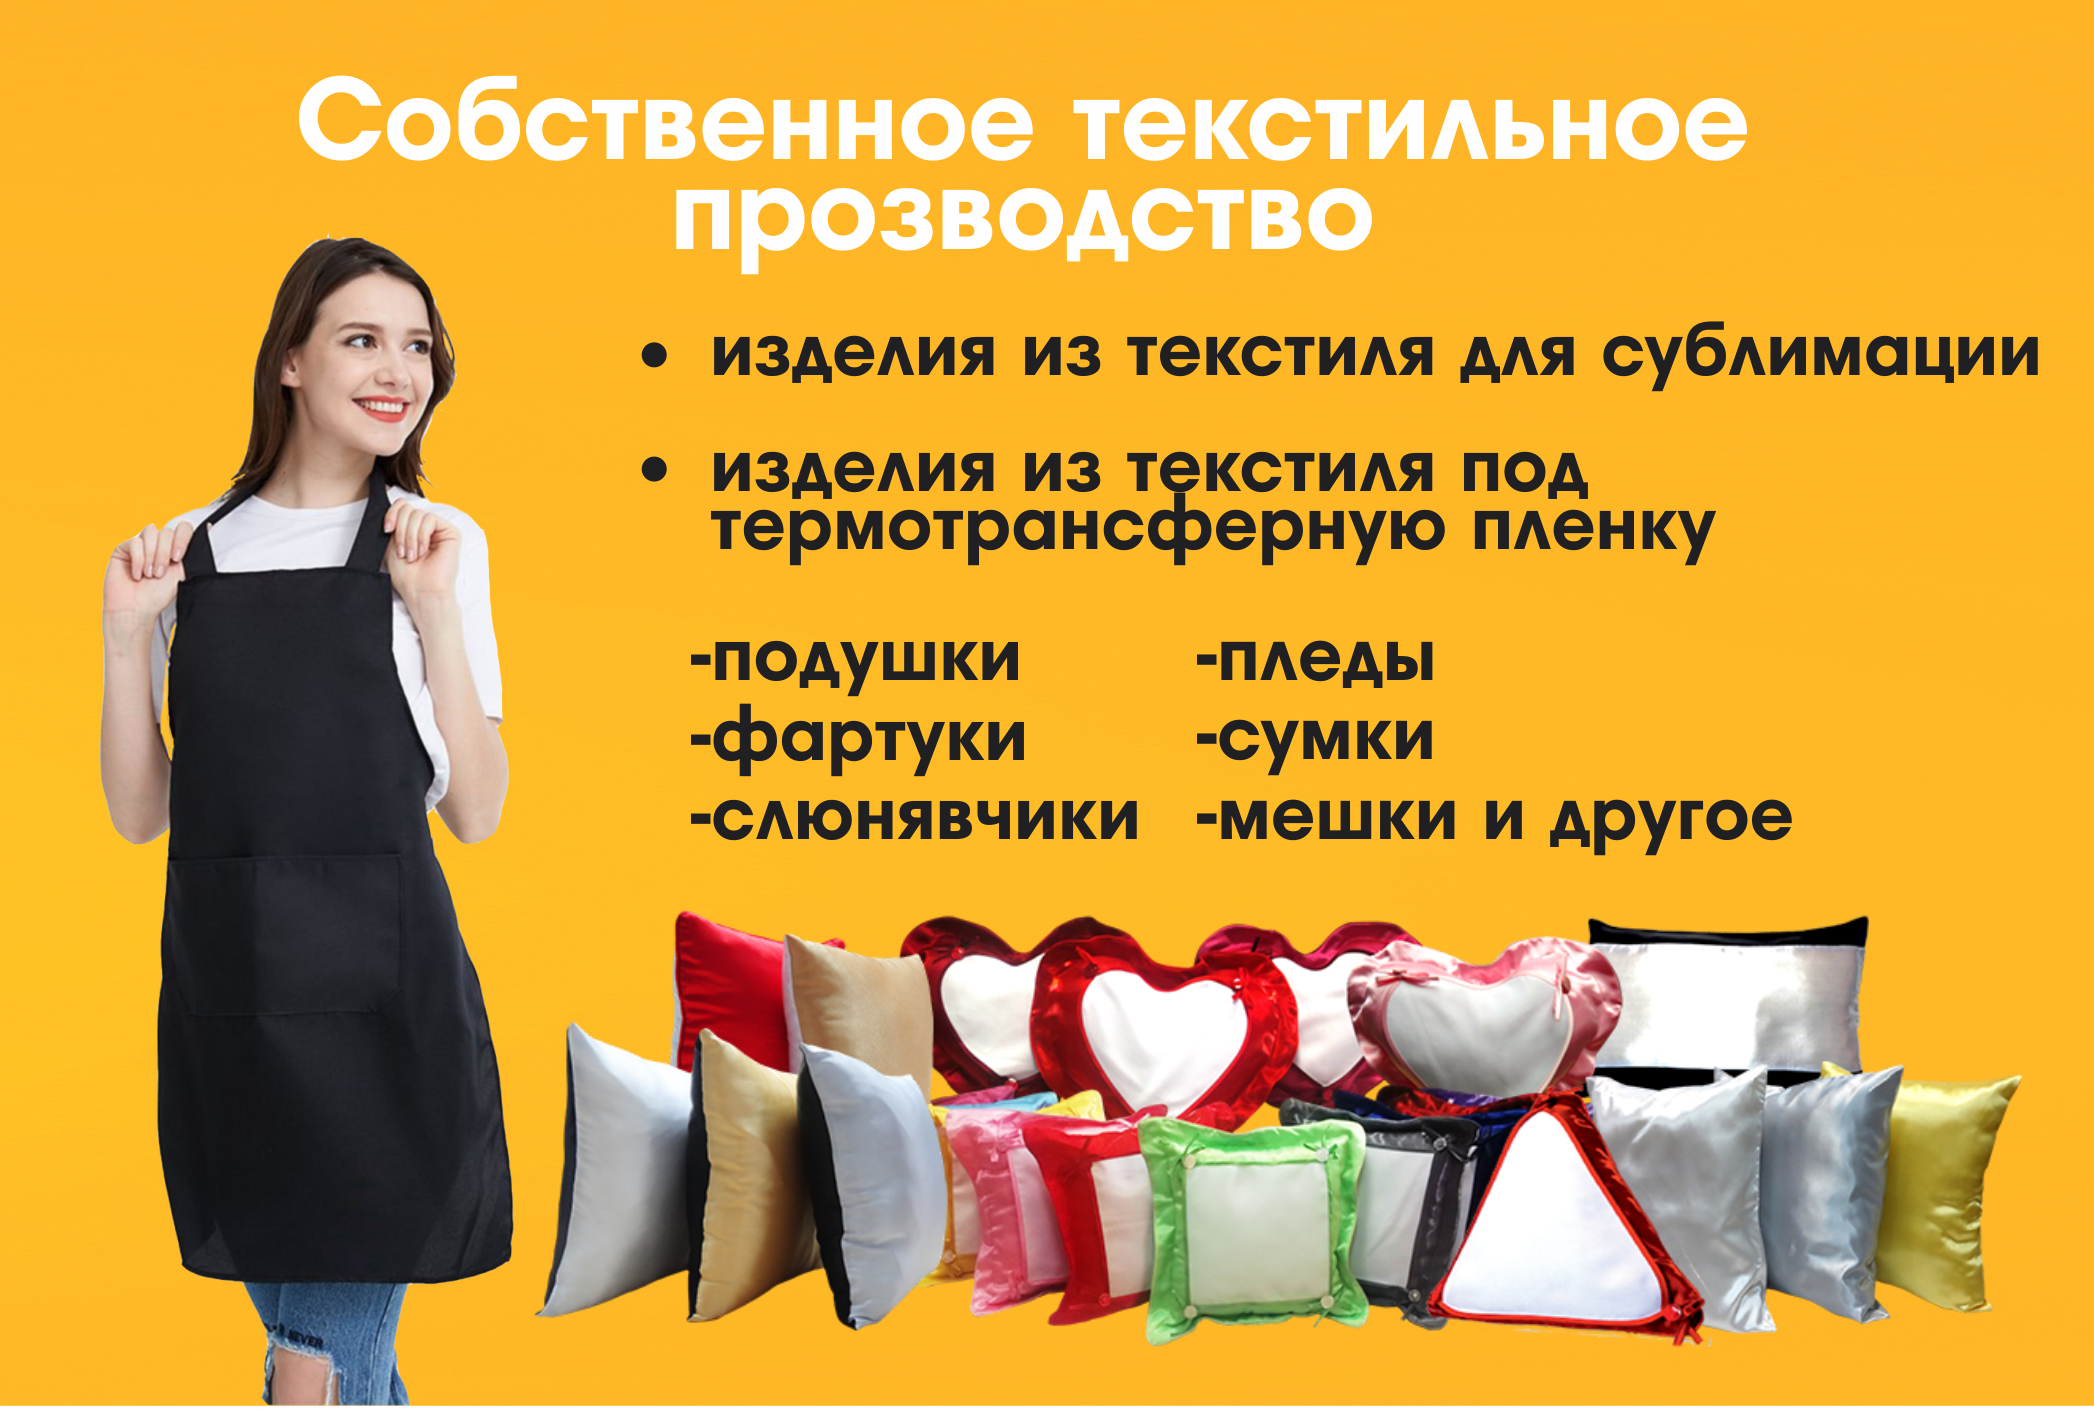 Собственное текстильное
прозводство
• изделия из текстиля для сублимации
• изделия из текстиля под
термотрансферную пленку
-подушки
-фартуки
-слюнявчики
-пледы
-сумки
-мешки и другое
NEVER